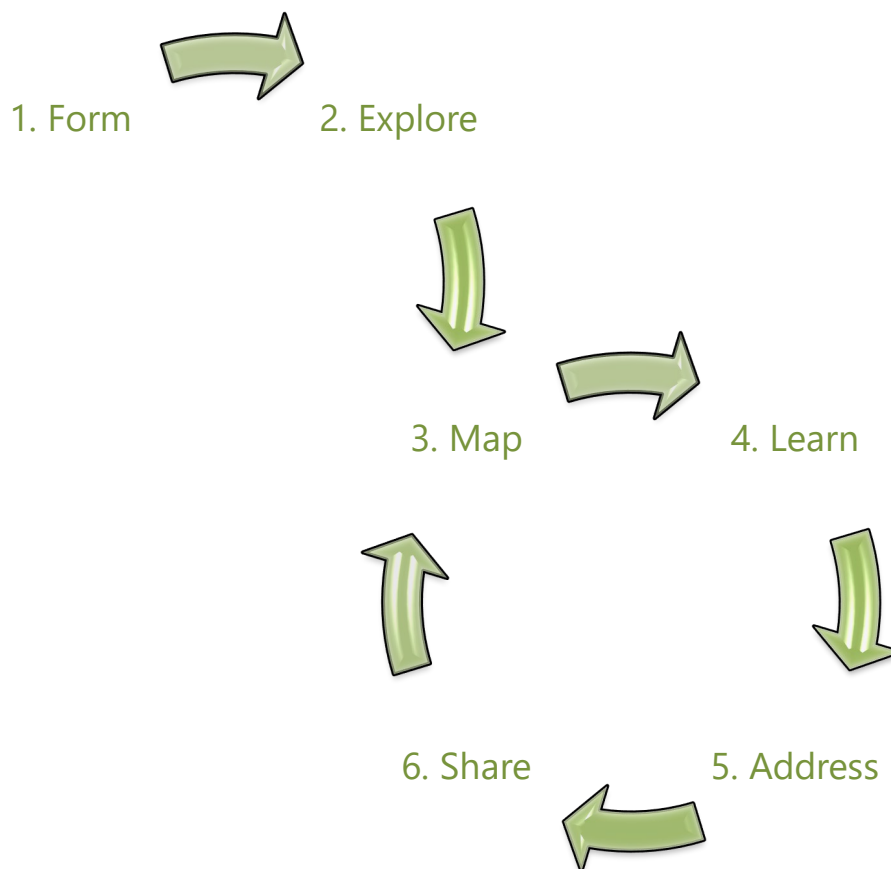 1. Form
2. Explore
3. Map
4. Learn
6. Share
5. Address